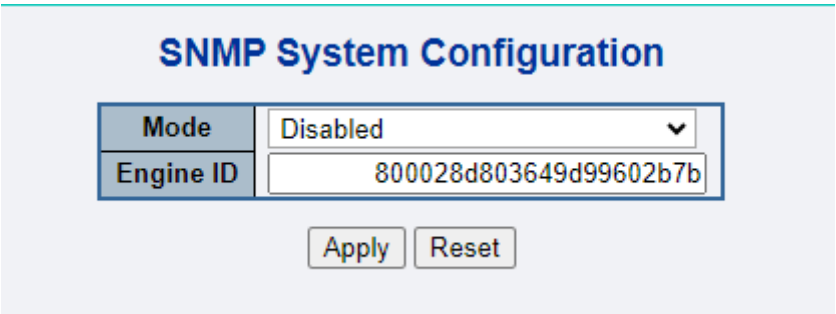 SNMP System Configuration
Mode Disabled
Engine ID 800028d803649d99602b7b
Apply Reset